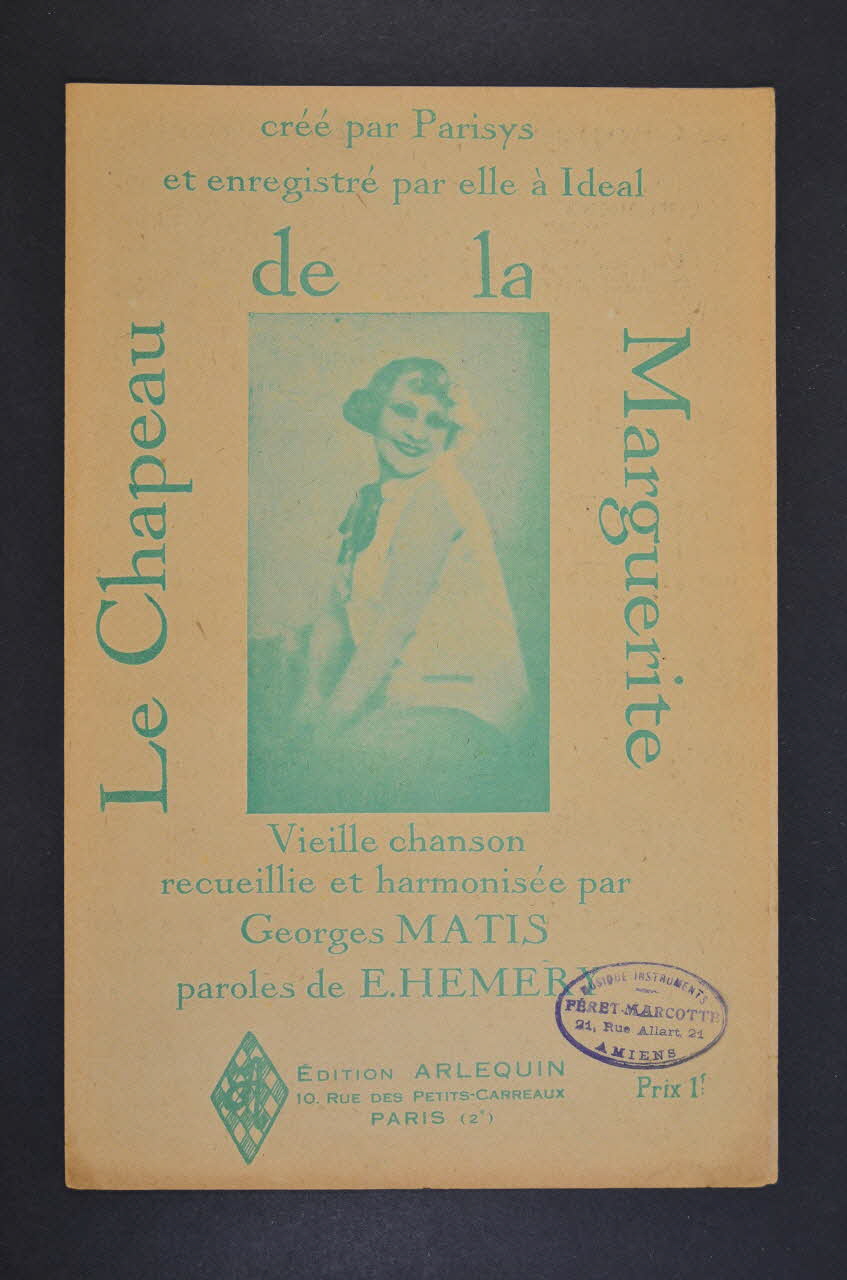 créé par Parisys
et enregistré par elle à Ideal
Le Chapeau
de la
Marguerite
Vieille chanson
recueillie et harmonisée par
Georges MATIS
paroles de E.HEMERY
MUSIQUE INSTRUMENTS
FÉRET-MARCOTTE
21, Rue Allart, 21
AMIENS
ÉDITION ARLEQUIN
10. RUE DES PETITS-CARREAUX
PARIS (2e)
Prix 1f.